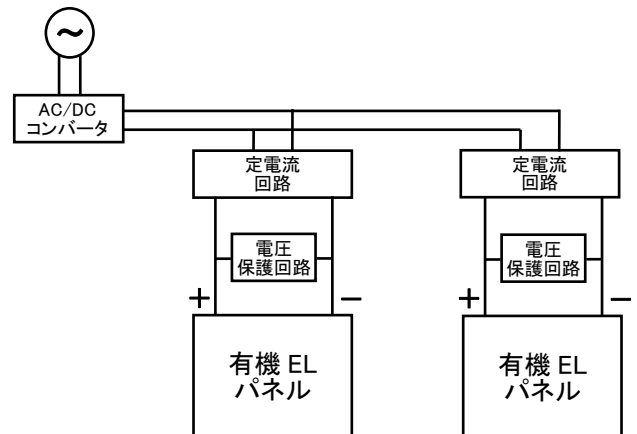 ~
AC/DC
コンバータ
定電流
回路
定電流
回路
電圧
保護回路
電圧
保護回路
+
−
+
−
有機 EL
パネル
有機 EL
パネル